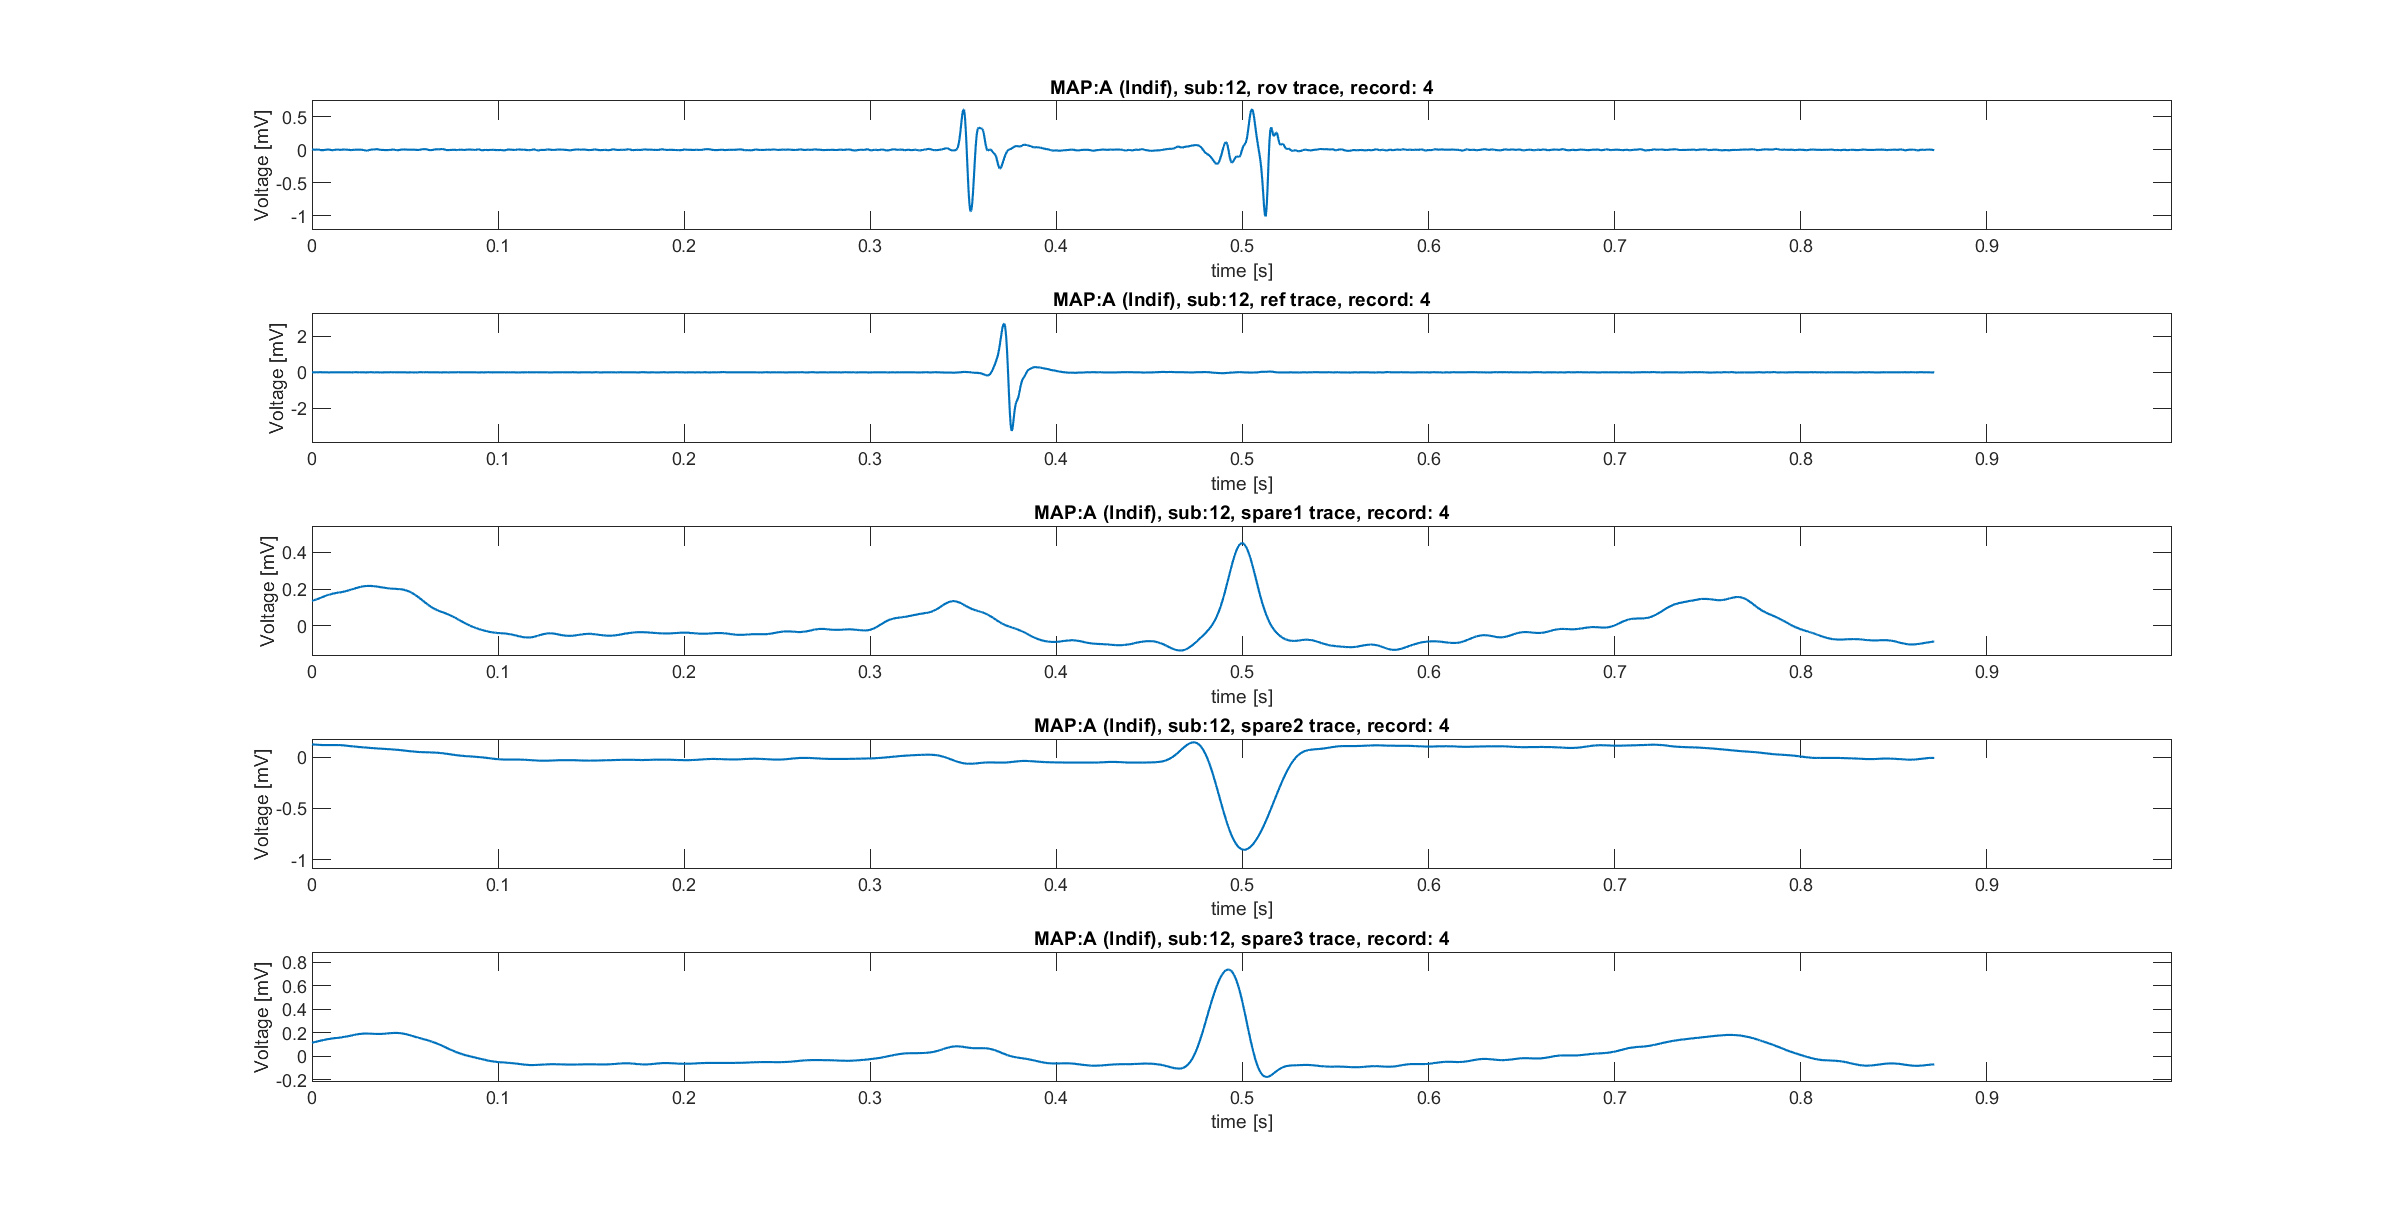 MAP:A (Indif), sub:12, rov trace, record: 4
Voltage [mV]
0.5
0
-0.5
-1
0 0.1 0.2 0.3 0.4 0.5 0.6 0.7 0.8 0.9
time [s]
MAP:A (Indif), sub:12, ref trace, record: 4
Voltage [mV]
2
0
-2
0 0.1 0.2 0.3 0.4 0.5 0.6 0.7 0.8 0.9
time [s]
MAP:A (Indif), sub:12, spare1 trace, record: 4
Voltage [mV]
0.4
0.2
0
0 0.1 0.2 0.3 0.4 0.5 0.6 0.7 0.8 0.9
time [s]
MAP:A (Indif), sub:12, spare2 trace, record: 4
Voltage [mV]
0
-0.5
-1
0 0.1 0.2 0.3 0.4 0.5 0.6 0.7 0.8 0.9
time [s]
MAP:A (Indif), sub:12, spare3 trace, record: 4
Voltage [mV]
0.8
0.6
0.4
0.2
0
-0.2
0 0.1 0.2 0.3 0.4 0.5 0.6 0.7 0.8 0.9
time [s]